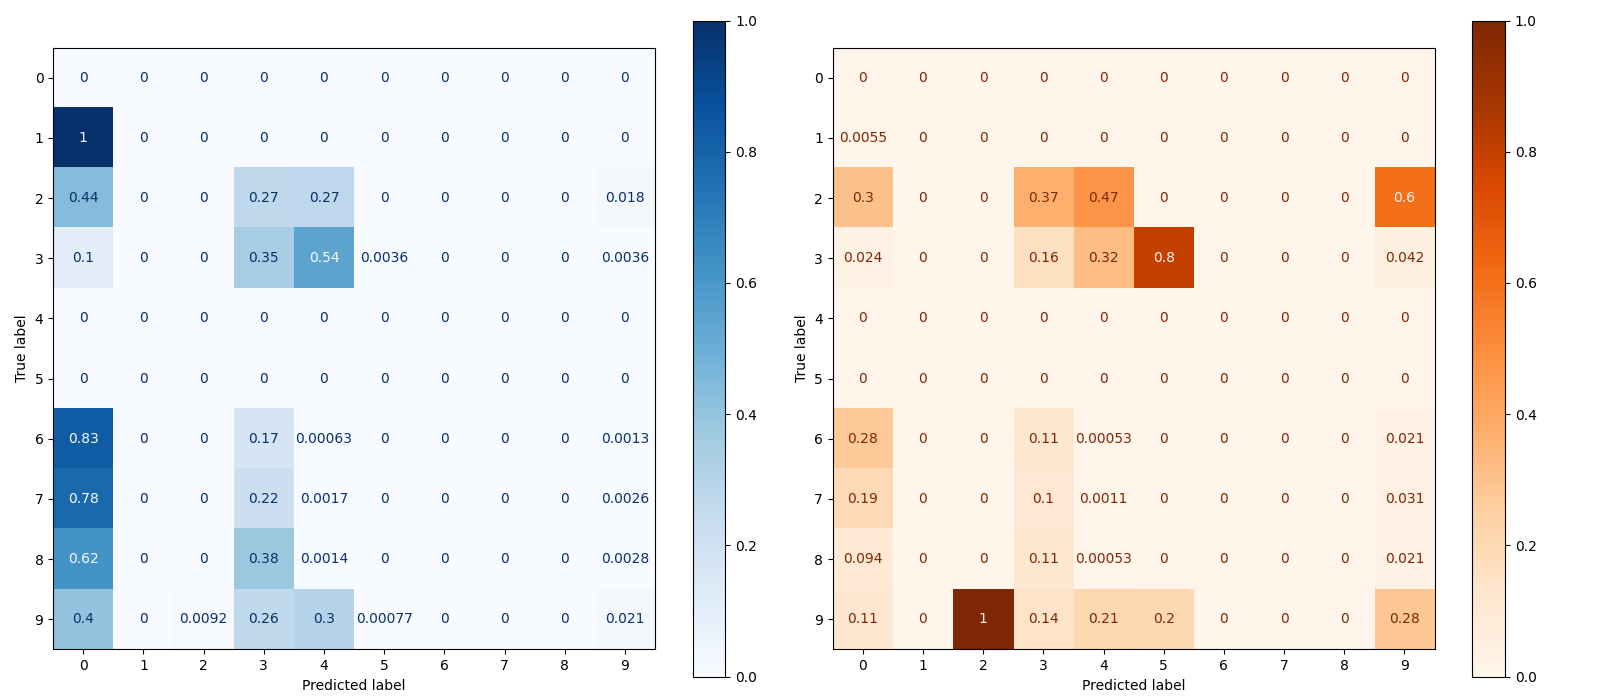 1.0
0 0 0 0 0 0 0 0 0 0 0
1 1 0 0 0 0 0 0 0 0 0
0.8
2 0.44 0 0 0.27 0.27 0 0 0 0 0.018
3 0.1 0 0 0.35 0.54 0.0036 0 0 0 0.0036
0.6
4 0 0 0 0 0 0 0 0 0 0
True label
5 0 0 0 0 0 0 0 0 0 0
0.4
6 0.83 0 0 0.17 0.00063 0 0 0 0 0.0013
7 0.78 0 0 0.22 0.0017 0 0 0 0 0.0026
0.2
8 0.62 0 0 0.38 0.0014 0 0 0 0 0.0028
9 0.4 0 0.0092 0.26 0.3 0.00077 0 0 0 0.021
0 1 2 3 4 5 6 7 8 9
0.0
Predicted label
1.0
0 0 0 0 0 0 0 0 0 0 0
1 0.0055 0 0 0 0 0 0 0 0 0
0.8
2 0.3 0 0 0.37 0.47 0 0 0 0 0.6
3 0.024 0 0 0.16 0.32 0.8 0 0 0 0.042
0.6
4 0 0 0 0 0 0 0 0 0 0
True label
5 0 0 0 0 0 0 0 0 0 0
0.4
6 0.28 0 0 0.11 0.00053 0 0 0 0 0.021
7 0.19 0 0 0.1 0.0011 0 0 0 0 0.031
0.2
8 0.094 0 0 0.11 0.00053 0 0 0 0 0.021
9 0.11 0 1 0.14 0.21 0.2 0 0 0 0.28
0 1 2 3 4 5 6 7 8 9
0.0
Predicted label